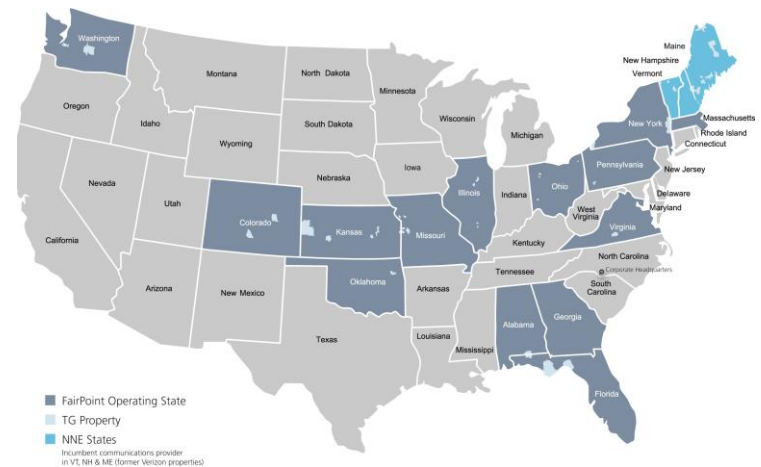 Washington
Maine
New Hampshire
Vermont
Montana
North Dakota
Minnesota
Oregon
Idaho
Wisconsin
South Dakota
Michigan
New York
Massachusetts
Rhode Island
Connecticut
Wyoming
Iowa
Pennsylvania
New Jersey
Nebraska
Nevada
Utah
Illinois
Indiana
Ohio
Delaware
Maryland
West
Virginia
Colorado
Kansas
Missouri
Virginia
California
Kentucky
North Carolina
Corporate Headquarters
Tennessee
Oklahoma
Arkansas
South
Carolina
Arizona
New Mexico
Alabama
Georgia
Texas
Louisiana
Mississippi
Florida
FairPoint Operating State
TG Property
NNE States
Incumbent communications provider
in VT, NH & ME (former Verizon properties)